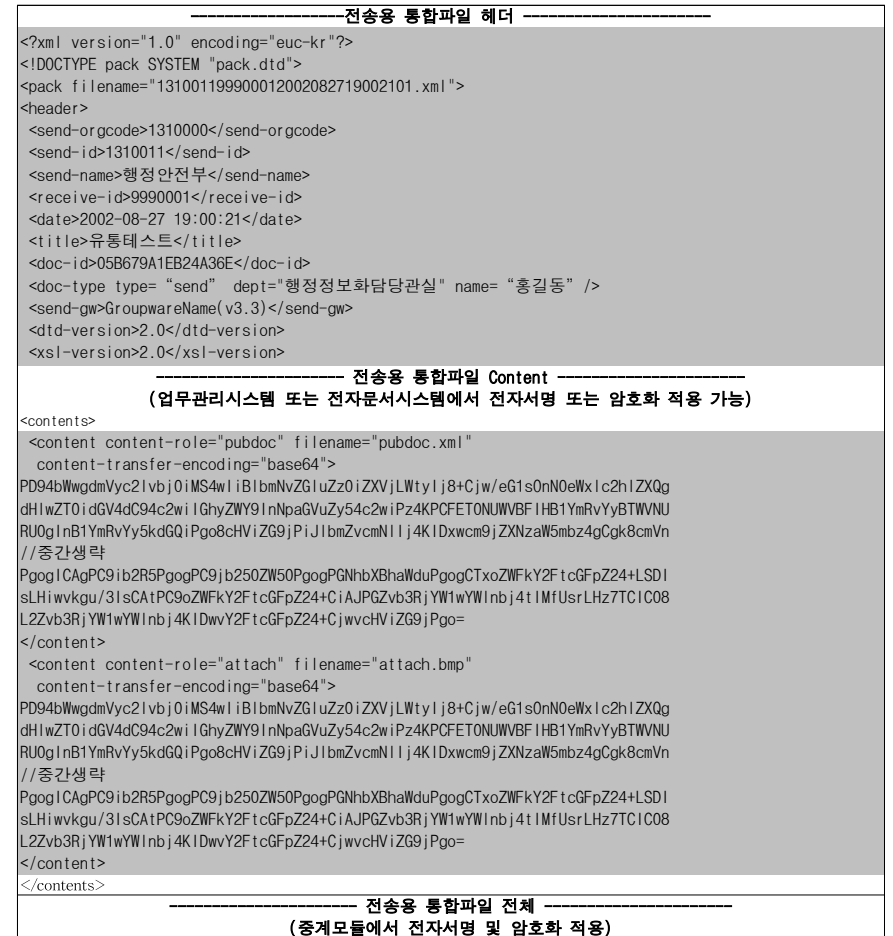 ------------------전송용 통합파일 헤더 ----------------------
<?xml version="1.0" encoding="euc-kr"?>
<!DOCTYPE pack SYSTEM "pack.dtd">
<pack filename="131001199900012002082719002101.xml">
<header>
<send-orgcode>1310000</send-orgcode>
<send-id>1310011</send-id>
<send-name>행정안전부</send-name>
<receive-id>9990001</receive-id>
<date>2002-08-27 19:00:21</date>
<title>유통테스트</title>
<doc-id>05B679A1EB24A36E</doc-id>
<doc-type type= “send” dept="행정정보화담당관실" name= “홍길동” />
<send-gw>GroupwareName(v3.3)</send-gw>
<dtd-version>2.0</dtd-version>
<xsl-version>2.0</xsl-version>
---------------------- 전송용 통합파일 Content ----------------------
(업무관리시스템 또는 전자문서시스템에서 전자서명 또는 암호화 적용 가능)
<contents>
<content content-role="pubdoc" filename="pubdoc.xml"
content-transfer-encoding="base64">
PD94bWwgdmVyc2lvbj0iMS4wIiBlbmNvZGluZz0iZXVjLWtyIj8+Cjw/eG1sOnN0eWxlc2hlZXQg
dHlwZT0idGV4dC94c2wiIGhyZWY9InNpaGVuZy54c2wiPz4KPCFET0NUWVBFIHB1YmRvYyBTWVNU
RU0gInB1YmRvYy5kdGQiPgo8cHViZG9jPiJlbmZvcmNlIj4KIDxwcm9jZXNzaW5mbz4gCgk8cmVn
//중간생략
PgogICAgPC9ib2R5PgogPC9jb250ZW50PgogPGNhbXBhaWduPgogCTxoZWFkY2FtcGFpZ24+LSDl
sLHiwvkgu/3lsCAtPC9oZWFkY2FtcGFpZ24+CiAJPGZvb3RjYW1wYWlnbj4tIMfUsrLHz7TCIC08
L2Zvb3RjYW1wYWlnbj4KIDwvY2FtcGFpZ24+CjwvcHViZG9jPgo=
</content>
<content content-role="attach" filename="attach.bmp"
content-transfer-encoding="base64">
PD94bWwgdmVyc2lvbj0iMS4wIiBlbmNvZGluZz0iZXVjLWtyIj8+Cjw/eG1sOnN0eWxlc2hlZXQg
dHlwZT0idGV4dC94c2wiIGhyZWY9InNpaGVuZy54c2wiPz4KPCFET0NUWVBFIHB1YmRvYyBTWVNU
RU0gInB1YmRvYy5kdGQiPgo8cHViZG9jPiJlbmZvcmNlIj4KIDxwcm9jZXNzaW5mbz4gCgk8cmVn
//중간생략
PgogICAgPC9ib2R5PgogPC9jb250ZW50PgogPGNhbXBhaWduPgogCTxoZWFkY2FtcGFpZ24+LSDl
sLHiwvkgu/3lsCAtPC9oZWFkY2FtcGFpZ24+CiAJPGZvb3RjYW1wYWlnbj4tIMfUsrLHz7TCIC08
L2Zvb3RjYW1wYWlnbj4KIDwvY2FtcGFpZ24+CjwvcHViZG9jPgo=
</content>
</contents>
---------------------- 전송용 통합파일 전체 ----------------------
(중계모듈에서 전자서명 및 암호화 적용)